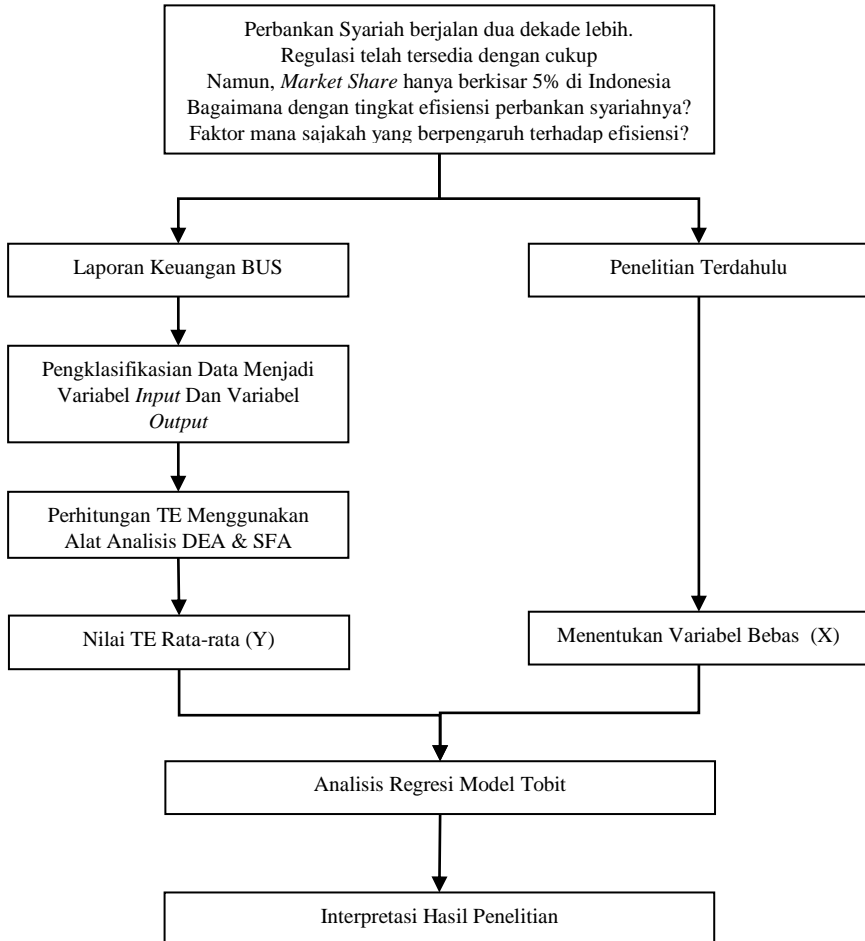 Perbankan Syariah berjalan dua dekade lebih.
Regulasi telah tersedia dengan cukup
Namun, Market Share hanya berkisar 5% di Indonesia
Bagaimana dengan tingkat efisiensi perbankan syariahnya?
Faktor mana sajakah yang berpengaruh terhadap efisiensi?
Laporan Keuangan BUS
Penelitian Terdahulu
Pengklasifikasian Data Menjadi
Variabel Input Dan Variabel
Output
Perhitungan TE Menggunakan
Alat Analisis DEA & SFA
Nilai TE Rata-rata (Y)
Menentukan Variabel Bebas (X)
Analisis Regresi Model Tobit
Interpretasi Hasil Penelitian